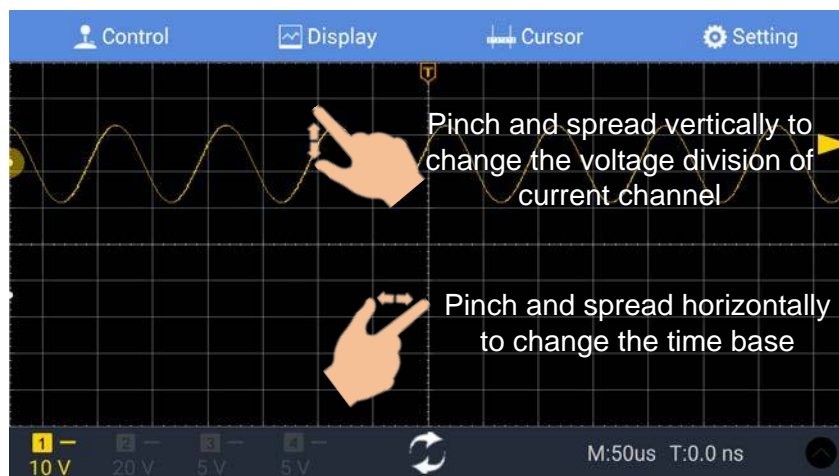 Control Display Cursor Setting
T
Pinch and spread vertically to
change the voltage division of
current channel
Pinch and spread horizontally
to change the time base
1 2 3 4
10 V 20 V 5 V 5 V M:50us T:0.0 ns